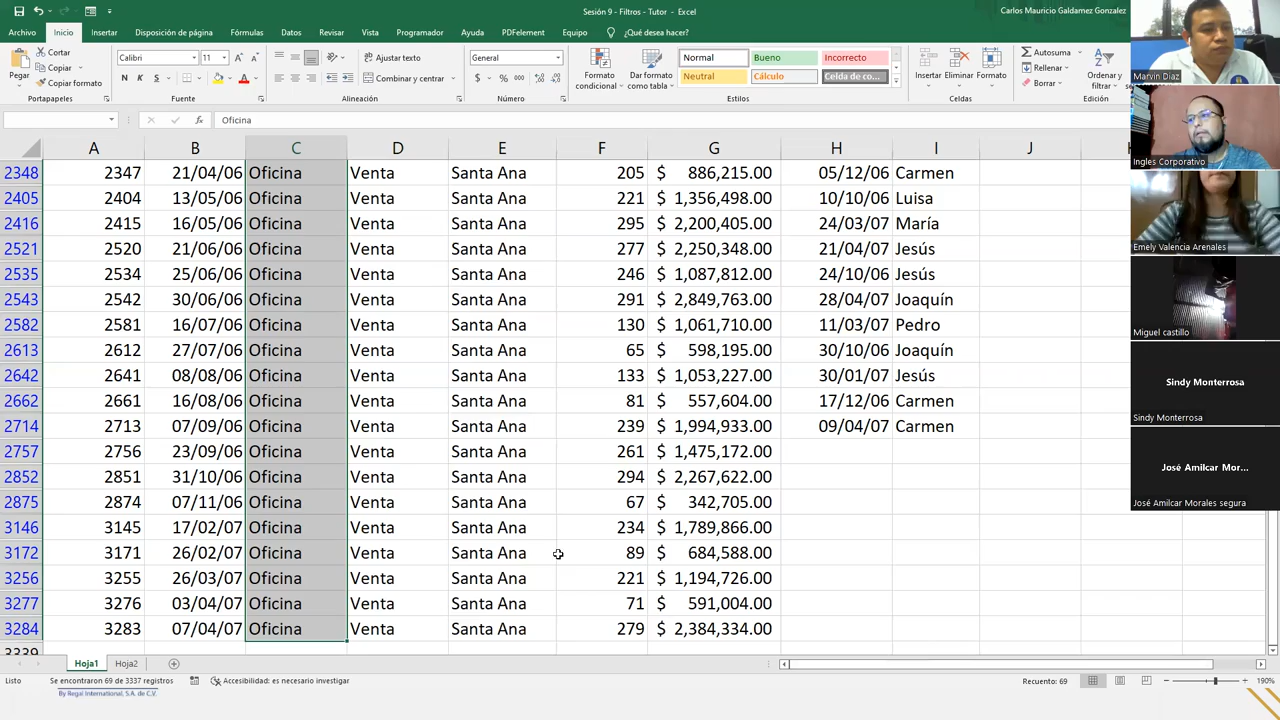 Sesión 9 - Filtros - Tutor - Excel
Carlos Mauricio Galdamez Gonzalez
Archivo Inicio Insertar Disposición de página Fórmulas Datos Revisar Vista Programador Ayuda PDFelement Equipo ¿Qué desea hacer?
Pegar
Cortar
Copiar
Copiar formato
Portapapeles
Calibri 11
N K S
Fuente
Ajustar texto
Combinar y centrar
Alineación
General
$ % 000
Número
Formato condicional
Dar formato como tabla
Normal Bueno Incorrecto
Neutral Cálculo Celda de co...
Estilos
Insertar Eliminar Formato
Celdas
Autosuma
Rellenar
Borrar
Ordenar y filtrar
Edición
fx Oficina
A B C D E F G H I J
2348 2347 21/04/06 Oficina Venta Santa Ana 205 $ 886,215.00 05/12/06 Carmen
2405 2404 13/05/06 Oficina Venta Santa Ana 221 $ 1,356,498.00 10/10/06 Luisa
2416 2415 16/05/06 Oficina Venta Santa Ana 295 $ 2,200,405.00 24/03/07 María
2521 2520 21/06/06 Oficina Venta Santa Ana 277 $ 2,250,348.00 21/04/07 Jesús
2535 2534 25/06/06 Oficina Venta Santa Ana 246 $ 1,087,812.00 24/10/06 Jesús
2543 2542 30/06/06 Oficina Venta Santa Ana 291 $ 2,849,763.00 28/04/07 Joaquín
2582 2581 16/07/06 Oficina Venta Santa Ana 130 $ 1,061,710.00 11/03/07 Pedro
2613 2612 27/07/06 Oficina Venta Santa Ana 65 $ 598,195.00 30/10/06 Joaquín
2642 2641 08/08/06 Oficina Venta Santa Ana 133 $ 1,053,227.00 30/01/07 Jesús
2662 2661 16/08/06 Oficina Venta Santa Ana 81 $ 557,604.00 17/12/06 Carmen
2714 2713 07/09/06 Oficina Venta Santa Ana 239 $ 1,994,933.00 09/04/07 Carmen
2757 2756 23/09/06 Oficina Venta Santa Ana 261 $ 1,475,172.00
2852 2851 31/10/06 Oficina Venta Santa Ana 294 $ 2,267,622.00
2875 2874 07/11/06 Oficina Venta Santa Ana 67 $ 342,705.00
3146 3145 17/02/07 Oficina Venta Santa Ana 234 $ 1,789,866.00
3172 3171 26/02/07 Oficina Venta Santa Ana 89 $ 684,588.00
3256 3255 26/03/07 Oficina Venta Santa Ana 221 $ 1,194,726.00
3277 3276 03/04/07 Oficina Venta Santa Ana 71 $ 591,004.00
3284 3283 07/04/07 Oficina Venta Santa Ana 279 $ 2,384,334.00
3339
Hoja1 Hoja2
Listo Se encontraron 69 de 3337 registros Accesibilidad: es necesario investigar Recuento: 69 190%
By Regal International, S.A. de C.V.
Marvin Diaz
Ingles Corporativo
Emely Valencia Arenales
Miguel castillo
Sindy Monterrosa
Sindy Monterrosa
José Amilcar Mor...
José Amilcar Morales segura